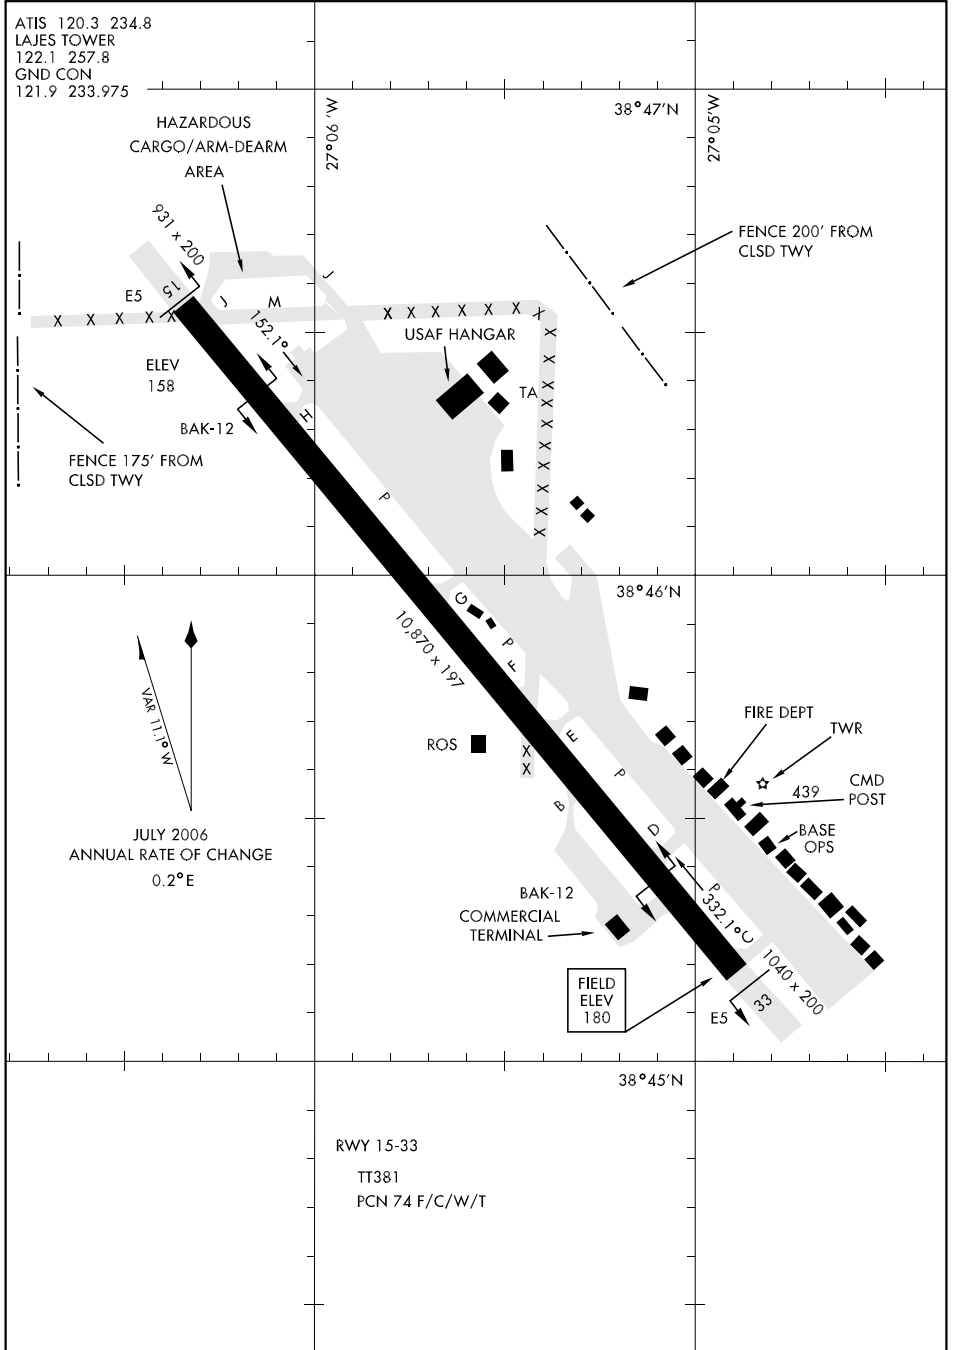 ATIS 120.3 234.8
LAJES TOWER
122.1 257.8
GND CON
121.9 233.975
HAZARDOUS
CARGO/ARM-DEARM
AREA
27°06'W
38°47'N
27°05'W
931 x 200
FENCE 200' FROM
CLSD TWY
J
E5
15
J
M
X X X X X
X X X X X X
152.1°
USAF HANGAR
ELEV
158
TA
X
X
X
X
X
X
X
X
X
H
BAK-12
FENCE 175' FROM
CLSD TWY
P
38°46'N
G
10,870 x 197
P
F
VAR 11.1° W
ROS
X
X
E
FIRE DEPT
TWR
P
439
CMD
POST
B
D
BASE
OPS
JULY 2006
ANNUAL RATE OF CHANGE
0.2°E
BAK-12
P
332.1°
COMMERCIAL
TERMINAL
C
1040 x 200
FIELD
ELEV
180
33
E5
38°45'N
RWY 15-33
TT381
PCN 74 F/C/W/T